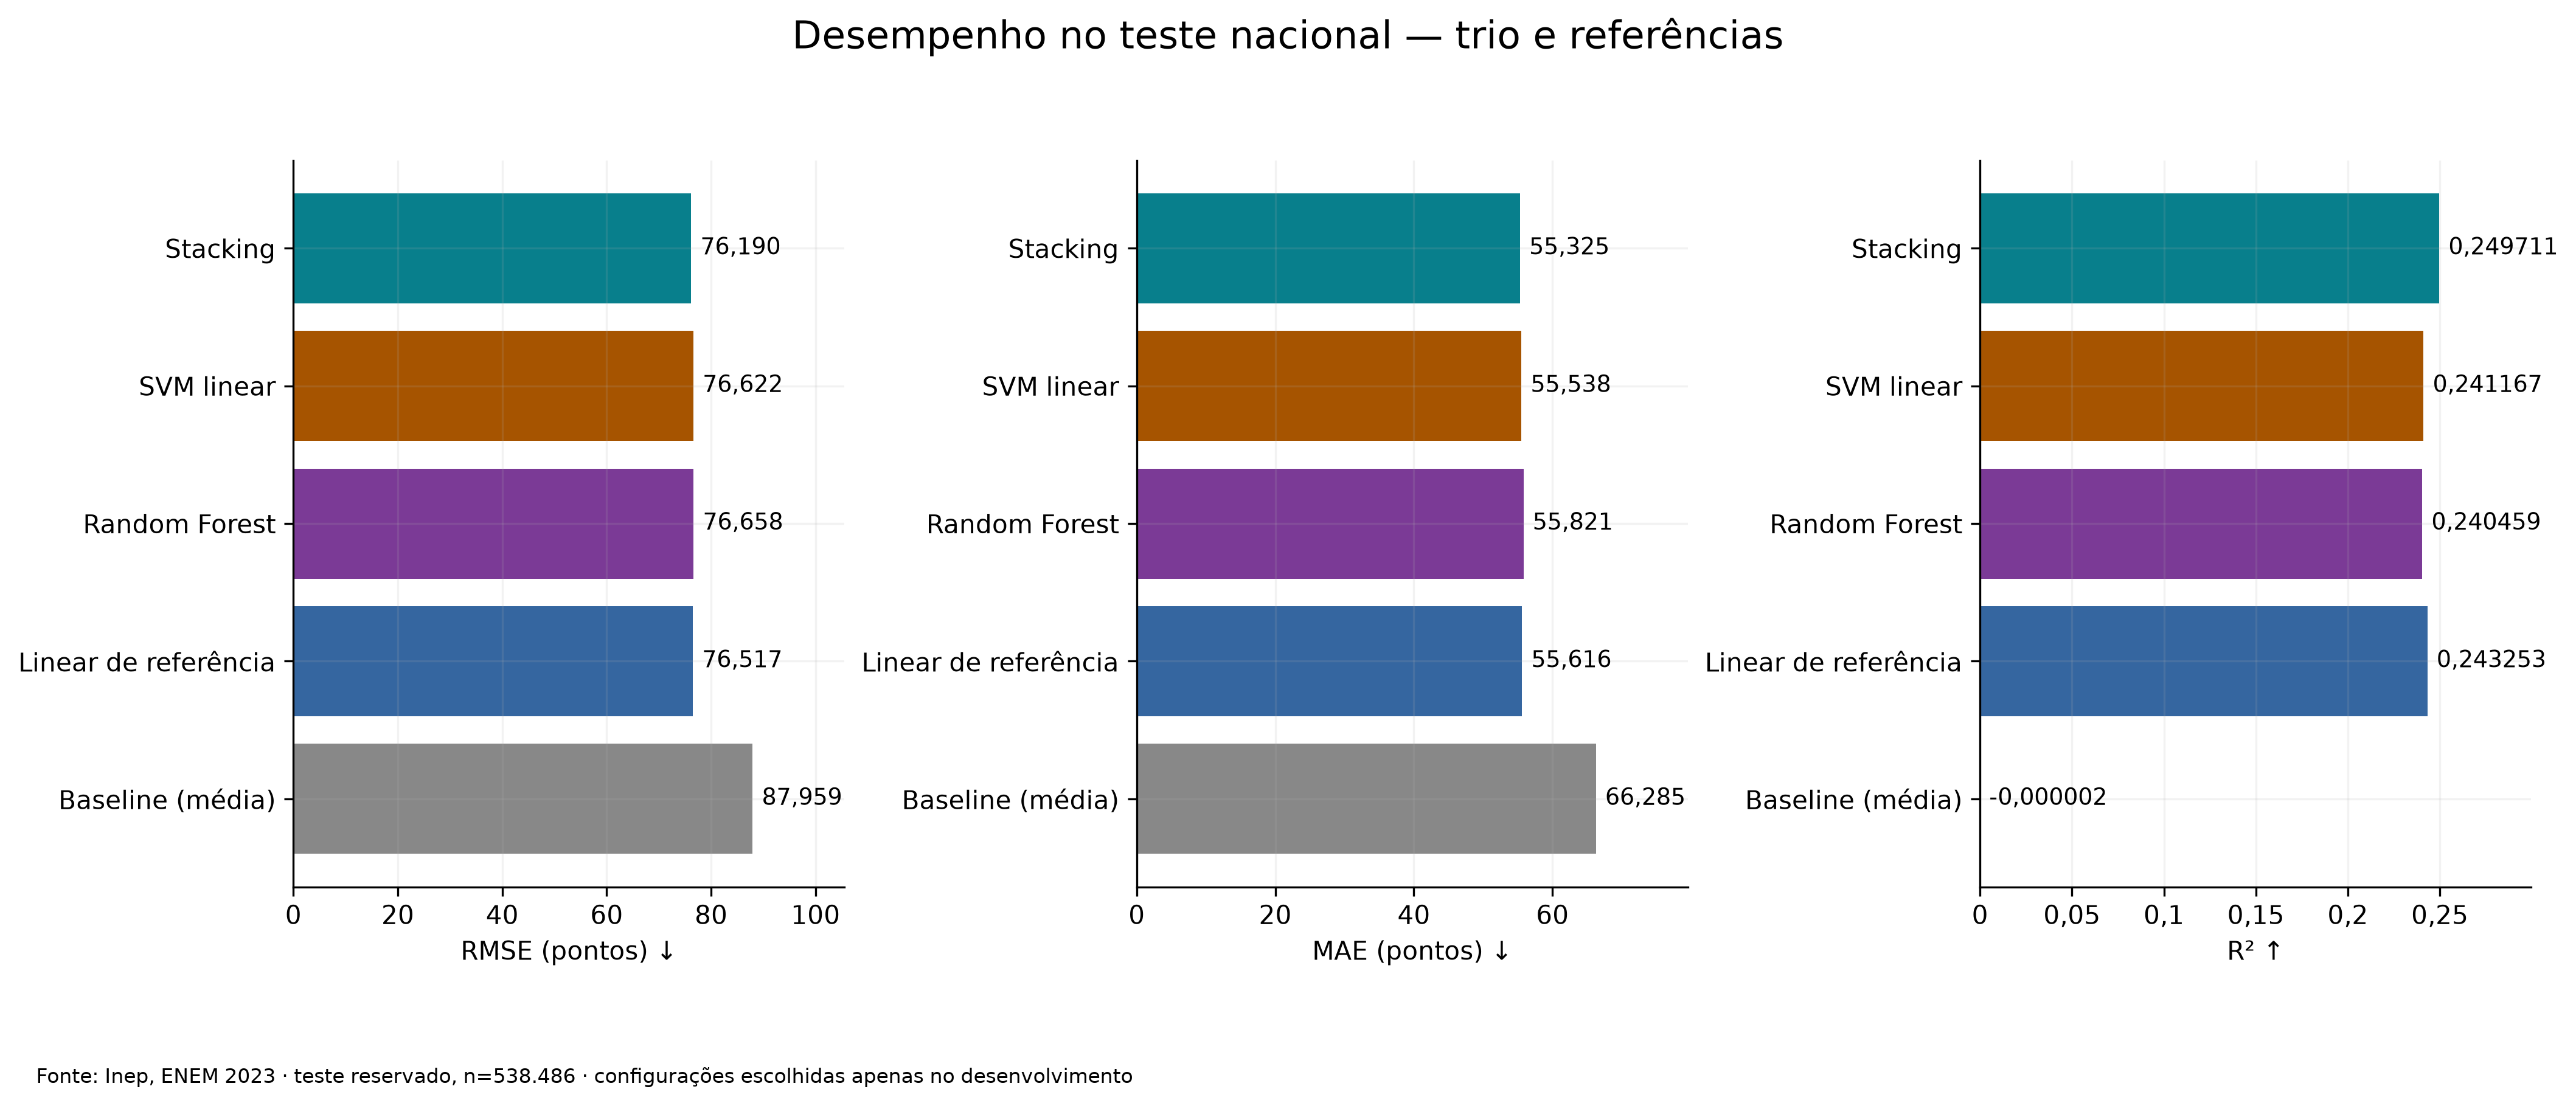 Desempenho no teste nacional — trio e referências
Stacking
76,190
SVM linear
76,622
Random Forest
76,658
Linear de referência
76,517
Baseline (média)
87,959
0 20 40 60 80 100
RMSE (pontos) ↓
Stacking
55,325
SVM linear
55,538
Random Forest
55,821
Linear de referência
55,616
Baseline (média)
66,285
0 20 40 60
MAE (pontos) ↓
Stacking
0,249711
SVM linear
0,241167
Random Forest
0,240459
Linear de referência
0,243253
Baseline (média)
-0,000002
0 0,05 0,1 0,15 0,2 0,25
R² ↑
Fonte: Inep, ENEM 2023 · teste reservado, n=538.486 · configurações escolhidas apenas no desenvolvimento